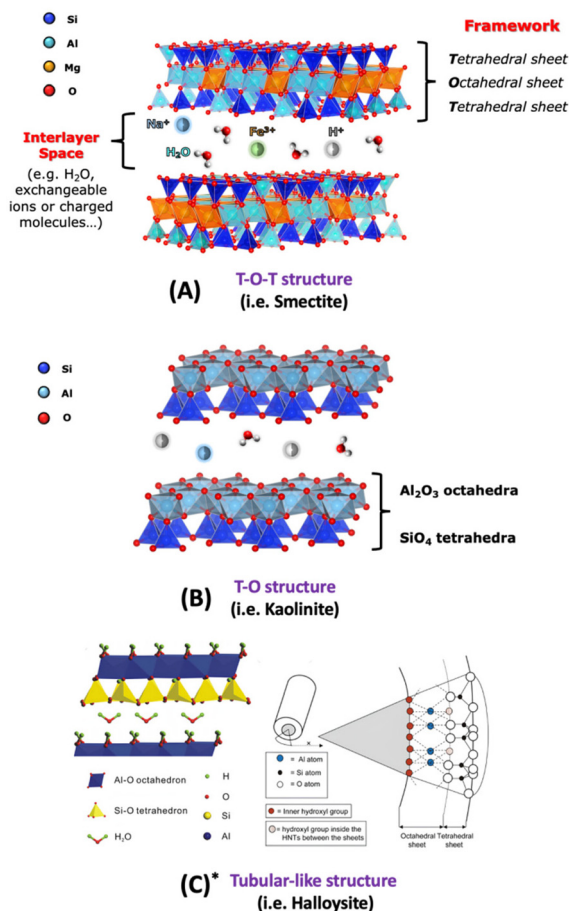 Si
Al
Mg
O
Framework
Tetrahedral sheet
Octahedral sheet
Tetrahedral sheet
Interlayer
Space
(e.g. H₂O,
exchangeable
ions or charged
molecules...)
Na⁺
H₂O
Fe³⁺
H⁺
(A)
T-O-T structure
(i.e. Smectite)
Si
Al
O
Al₂O₃ octahedra
SiO₄ tetrahedra
(B)
T-O structure
(i.e. Kaolinite)
Al-O octahedron
Si-O tetrahedron
H₂O
H
O
Si
Al
= Al atom
= Si atom
= O atom
= Inner hydroxyl group
= hydroxyl group inside the
HNTs between the sheets
Octahedral
sheet
Tetrahedral
sheet
(C)*
Tubular-like structure
(i.e. Halloysite)